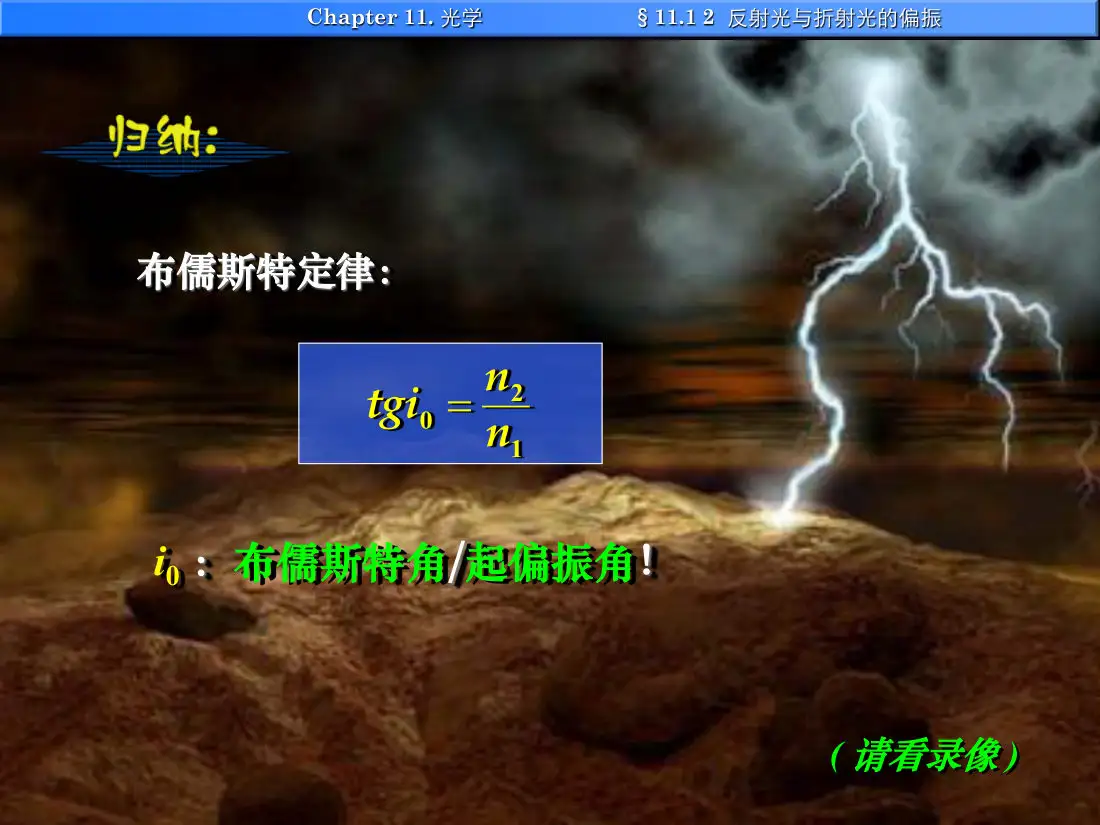 Chapter 11. 光学 § 11.1 2 反射光与折射光的偏振
归纳:
布儒斯特定律:
tgi₀ = n₂/n₁
i₀ : 布儒斯特角/起偏振角!
(请看录像)